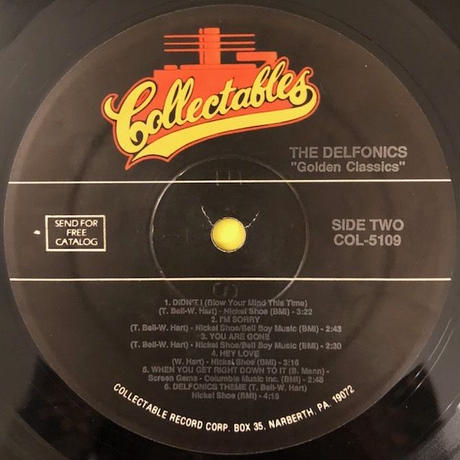 Collectables
THE DELFONICS
"Golden Classics"
SEND FOR
FREE
CATALOG
SIDE TWO
COL-5109
1. DIDN'T I (Blow Your Mind This Time)
(T. Bell-W. Hart) - Nickel Shoe (BMI) - 3:22
2. I'M SORRY
(T. Bell-W. Hart) - Nickel Shoe/Bell Boy Music (BMI) - 2:43
3. YOU ARE GONE
(T. Bell-W. Hart) - Nickel Shoe/Bell Boy Music (BMI) - 2:30
4. HEY LOVE
(W. Hart) - Nickel Shoe (BMI) - 3:16
5. WHEN YOU GET RIGHT DOWN TO IT (B. Mann) -
Screen Gems - Columbia Music Inc. (BMI) - 2:48
6. DELFONICS THEME (T. Bell-W. Hart)
Nickel Shoe (BMI) - 4:15
COLLECTABLE RECORD CORP. BOX 35, NARBERTH, PA. 19072